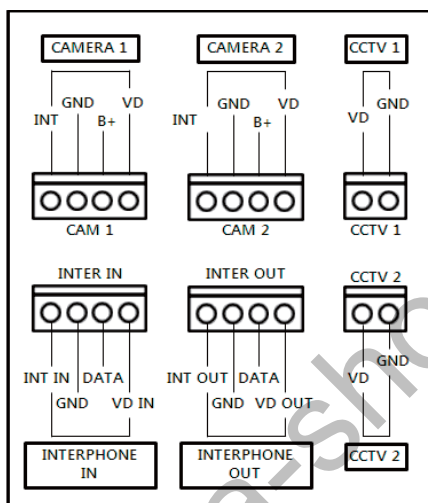 CAMERA 1 CAMERA 2 CCTV 1
GND VD GND VD GND
INT B+ INT B+ VD
CAM 1 CAM 2 CCTV 1
INTER IN INTER OUT CCTV 2
INT IN DATA INT OUT DATA VD GND
GND VD IN GND VD OUT
INTERPHONE IN INTERPHONE OUT CCTV 2
a-sho